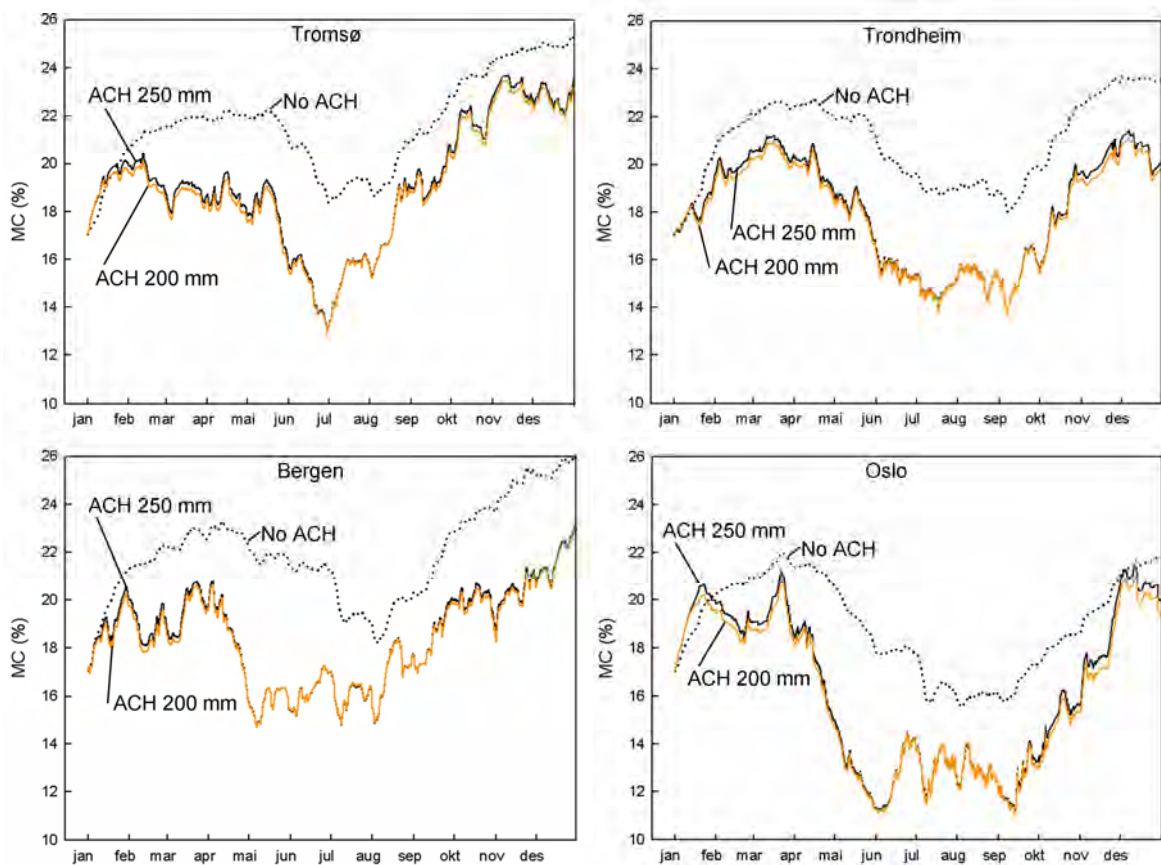 Tromsø
26
24
22
20
18
16
14
12
10
MC (%)
ACH 250 mm
No ACH
ACH 200 mm
jan feb mar apr mai jun jul aug sep okt nov des
Trondheim
26
24
22
20
18
16
14
12
10
MC (%)
No ACH
ACH 250 mm
ACH 200 mm
jan feb mar apr mai jun jul aug sep okt nov des
Bergen
26
24
22
20
18
16
14
12
10
MC (%)
ACH 250 mm
No ACH
ACH 200 mm
jan feb mar apr mai jun jul aug sep okt nov des
Oslo
26
24
22
20
18
16
14
12
10
MC (%)
ACH 250 mm
No ACH
ACH 200 mm
jan feb mar apr mai jun jul aug sep okt nov des